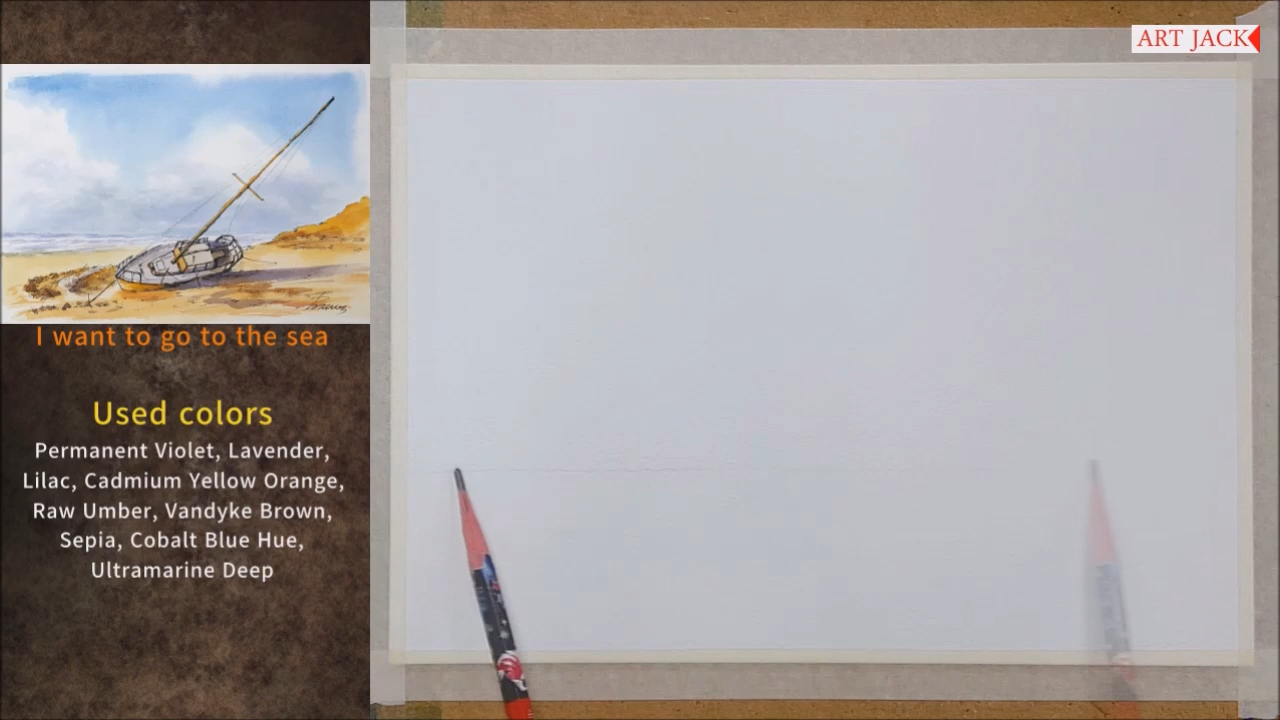 ART JACK
I want to go to the sea
Used colors
Permanent Violet, Lavender,
Lilac, Cadmium Yellow Orange,
Raw Umber, Vandyke Brown,
Sepia, Cobalt Blue Hue,
Ultramarine Deep